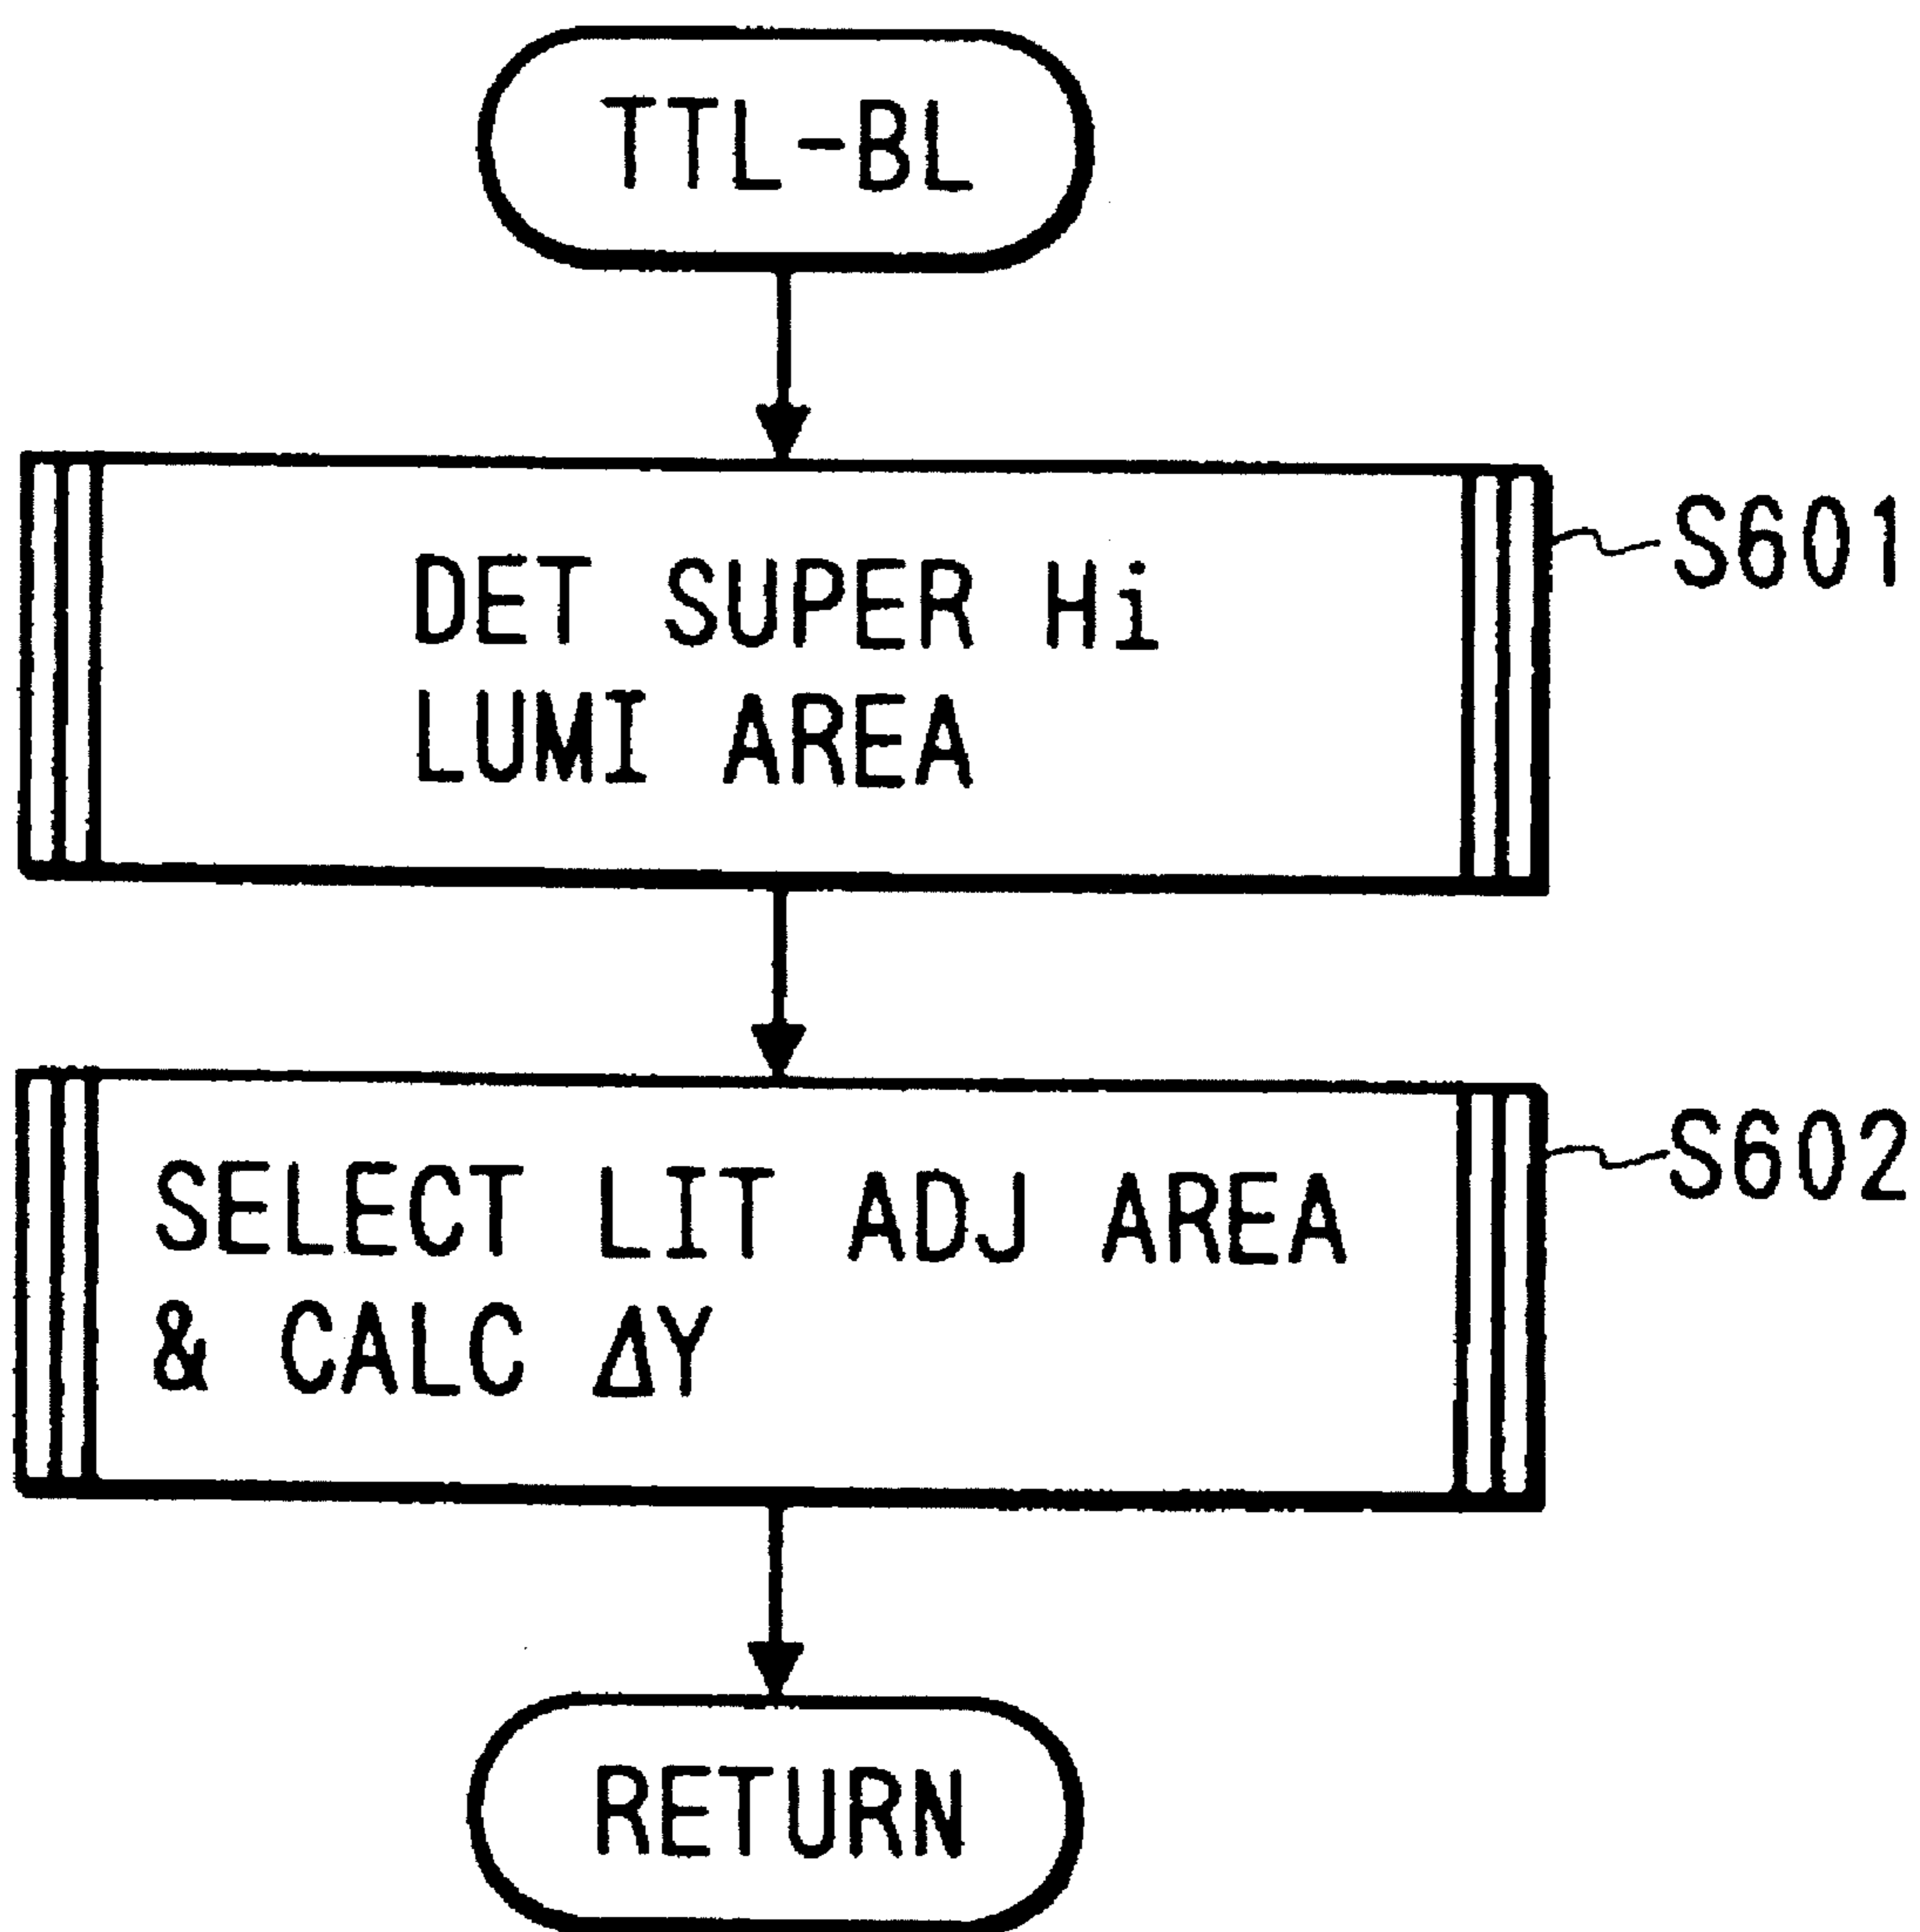 TTL-BL
DET SUPER Hi
LUMI AREA
S601
SELECT LIT ADJ AREA
& CALC ΔY
S602
RETURN